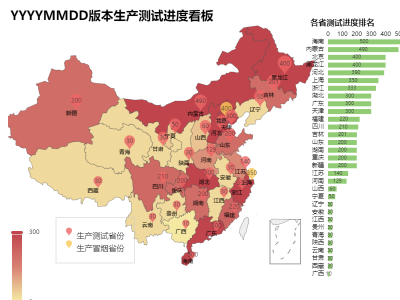 YYYYMMDD版本生产测试进度看板
各省测试进度排名
0 100 200 300 400 500
海南 520
内蒙古 490
北京 400
黑龙江 400
河北 390
上海 350
浙江 333
湖北 300
广东 300
天津 300
福建 220
四川 210
吉林 201
山东 200
湖南 200
重庆 200
新疆 200
江苏 140
河南 129
山西 60
宁夏 50
辽宁
安徽
江西
贵州
青海
陕西
云南
甘肃
西藏
广西
黑龙江
吉林
辽宁
内蒙古
新疆
甘肃
青海
西藏
宁夏
陕西
山西
北京
天津
河南
山东
四川
重庆
湖北
安徽
江苏
上海
浙江
湖南
江西
福建
贵州
云南
广西
广东
海南
生产测试省份
生产置烟省份
300